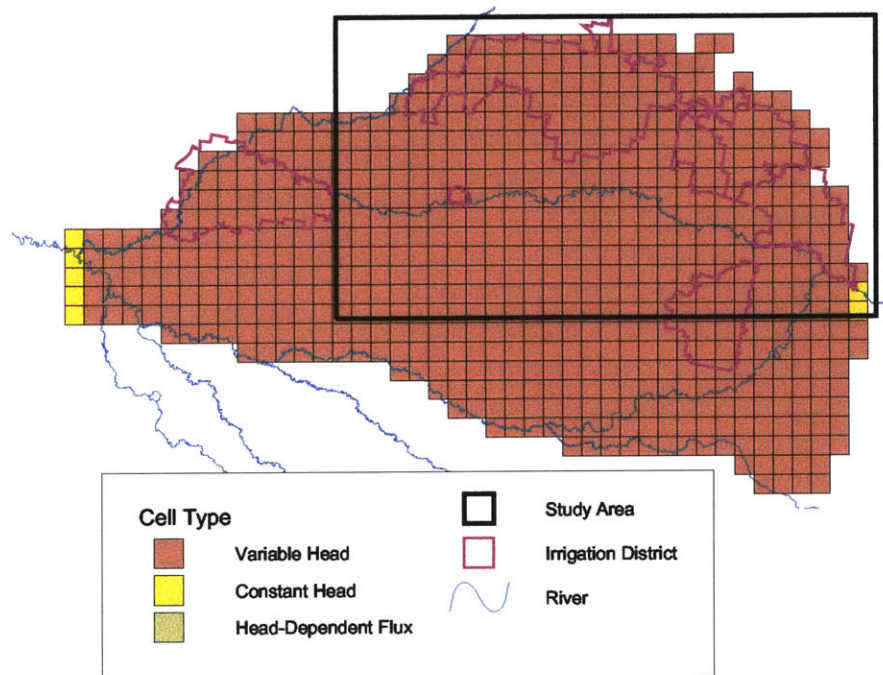 Cell Type
Variable Head
Constant Head
Head-Dependent Flux
Study Area
Irrigation District
River